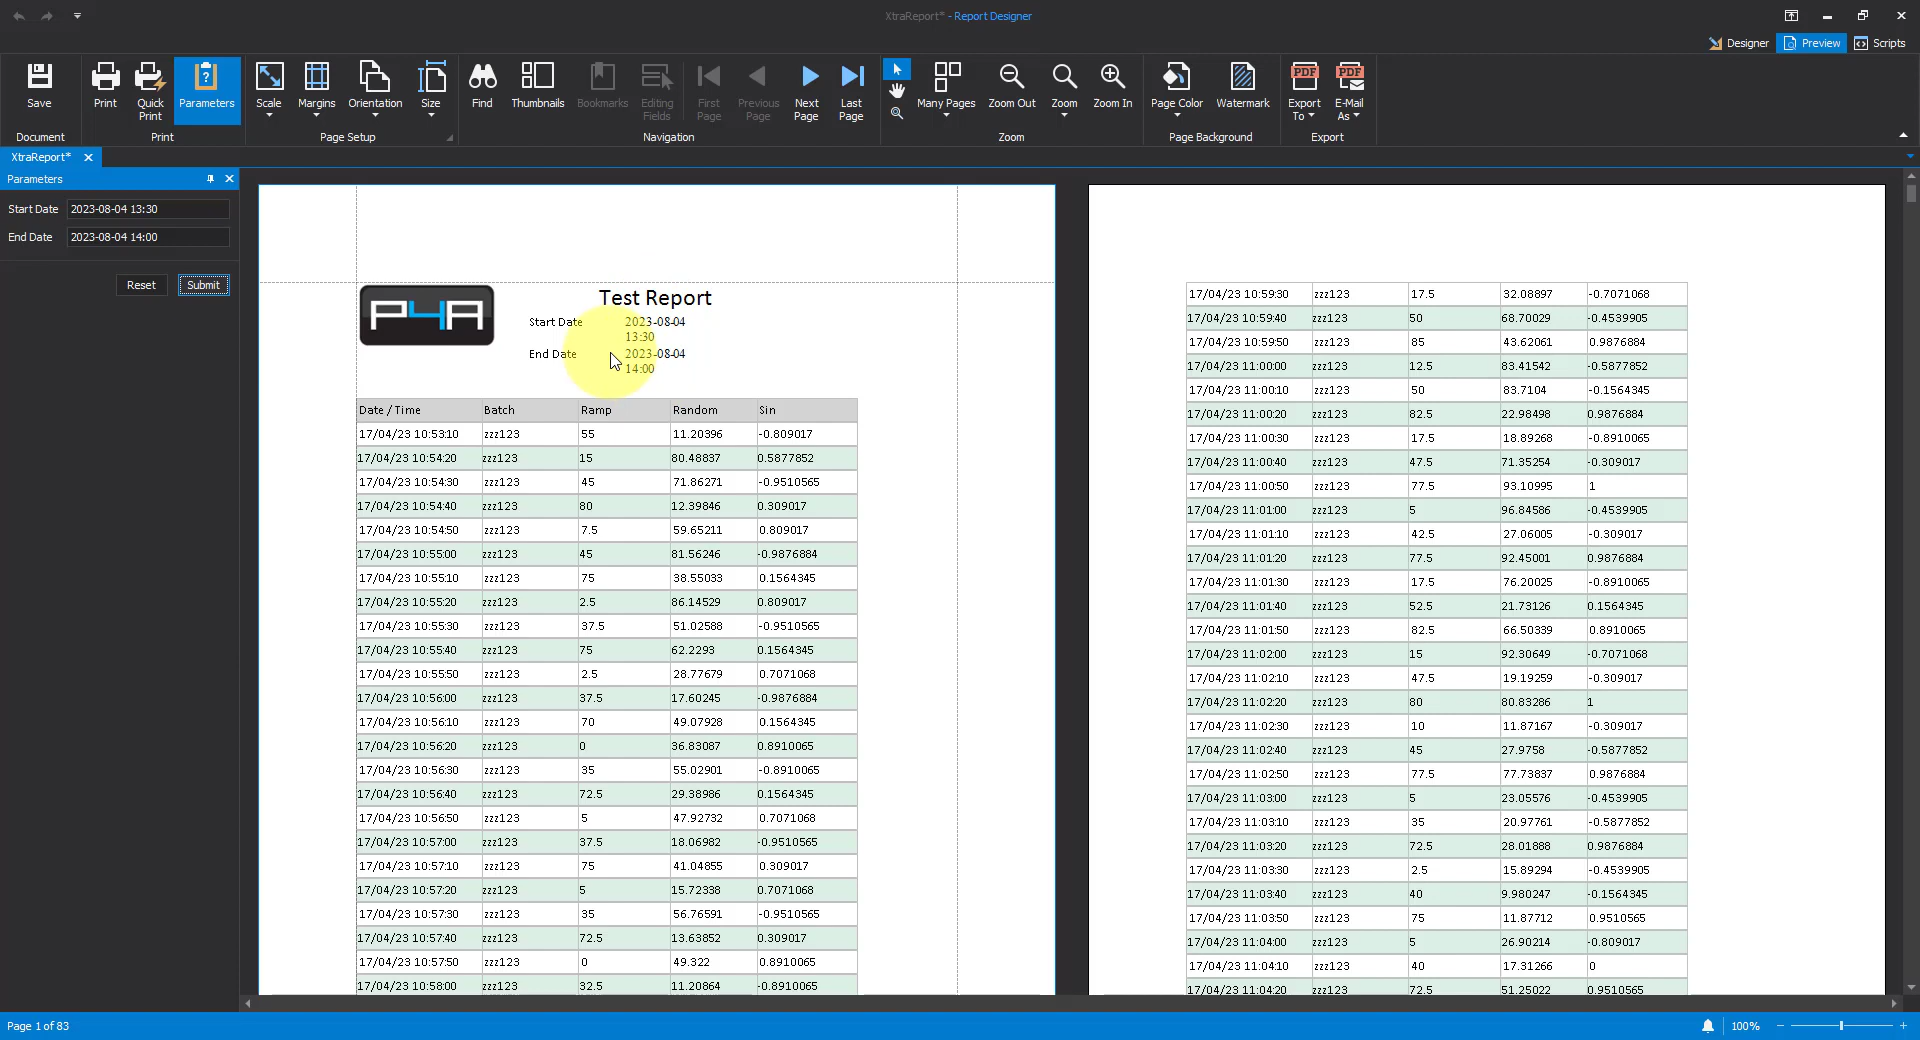 XtraReport* - Report Designer
Designer Preview Scripts
Save Print Quick Print Parameters Scale Margins Orientation Size Find Thumbnails Bookmarks Editing Fields First Page Previous Page Next Page Last Page Many Pages Zoom Out Zoom Zoom In Page Color Watermark PDF Export To PDF E-Mail As
Document Print Page Setup Navigation Zoom Page Background Export
XtraReport*
Parameters
Start Date 2023-08-04 13:30
End Date 2023-08-04 14:00
Reset Submit
P4A
Test Report
Start Date 2023-08-04
13:30
End Date 2023-08-04
14:00
Date / Time Batch Ramp Random Sin
17/04/23 10:53:10 zzz123 55 11.20396 -0.809017
17/04/23 10:54:20 zzz123 15 80.48837 0.5877852
17/04/23 10:54:30 zzz123 45 71.86271 -0.9510565
17/04/23 10:54:40 zzz123 80 12.39846 0.309017
17/04/23 10:54:50 zzz123 7.5 59.65211 0.809017
17/04/23 10:55:00 zzz123 45 81.56246 -0.9876884
17/04/23 10:55:10 zzz123 75 38.55033 0.1564345
17/04/23 10:55:20 zzz123 2.5 86.14529 0.809017
17/04/23 10:55:30 zzz123 37.5 51.02588 -0.9510565
17/04/23 10:55:40 zzz123 75 62.2293 0.1564345
17/04/23 10:55:50 zzz123 2.5 28.77679 0.7071068
17/04/23 10:56:00 zzz123 37.5 17.60245 -0.9876884
17/04/23 10:56:10 zzz123 70 49.07928 0.1564345
17/04/23 10:56:20 zzz123 0 36.83087 0.8910065
17/04/23 10:56:30 zzz123 35 55.02901 -0.8910065
17/04/23 10:56:40 zzz123 72.5 29.38986 0.1564345
17/04/23 10:56:50 zzz123 5 47.92732 0.7071068
17/04/23 10:57:00 zzz123 37.5 18.06982 -0.9510565
17/04/23 10:57:10 zzz123 75 41.04855 0.309017
17/04/23 10:57:20 zzz123 5 15.72338 0.7071068
17/04/23 10:57:30 zzz123 35 56.76591 -0.9510565
17/04/23 10:57:40 zzz123 72.5 13.63852 0.309017
17/04/23 10:57:50 zzz123 0 49.322 0.8910065
17/04/23 10:58:00 zzz123 32.5 11.20864 -0.8910065
17/04/23 10:59:30 zzz123 17.5 32.08897 -0.7071068
17/04/23 10:59:40 zzz123 50 68.70029 -0.4539905
17/04/23 10:59:50 zzz123 85 43.62061 0.9876884
17/04/23 11:00:00 zzz123 12.5 83.41542 -0.5877852
17/04/23 11:00:10 zzz123 50 83.7104 -0.1564345
17/04/23 11:00:20 zzz123 82.5 22.98498 0.9876884
17/04/23 11:00:30 zzz123 17.5 18.89268 -0.8910065
17/04/23 11:00:40 zzz123 47.5 71.35254 -0.309017
17/04/23 11:00:50 zzz123 77.5 93.10995 1
17/04/23 11:01:00 zzz123 5 96.84586 -0.4539905
17/04/23 11:01:10 zzz123 42.5 27.06005 -0.309017
17/04/23 11:01:20 zzz123 77.5 92.45001 0.9876884
17/04/23 11:01:30 zzz123 17.5 76.20025 -0.8910065
17/04/23 11:01:40 zzz123 52.5 21.73126 0.1564345
17/04/23 11:01:50 zzz123 82.5 66.50339 0.8910065
17/04/23 11:02:00 zzz123 15 92.30649 -0.7071068
17/04/23 11:02:10 zzz123 47.5 19.19259 -0.309017
17/04/23 11:02:20 zzz123 80 80.83286 1
17/04/23 11:02:30 zzz123 10 11.87167 -0.309017
17/04/23 11:02:40 zzz123 45 27.9758 -0.5877852
17/04/23 11:02:50 zzz123 77.5 77.73837 0.9876884
17/04/23 11:03:00 zzz123 5 23.05576 -0.4539905
17/04/23 11:03:10 zzz123 35 20.97761 -0.5877852
17/04/23 11:03:20 zzz123 72.5 28.01888 0.9876884
17/04/23 11:03:30 zzz123 2.5 15.89294 -0.4539905
17/04/23 11:03:40 zzz123 40 9.980247 -0.1564345
17/04/23 11:03:50 zzz123 75 11.87712 0.9510565
17/04/23 11:04:00 zzz123 5 26.90214 -0.809017
17/04/23 11:04:10 zzz123 40 17.31266 0
17/04/23 11:04:20 zzz123 72.5 51.25022 0.9510565
Page 1 of 83 100%